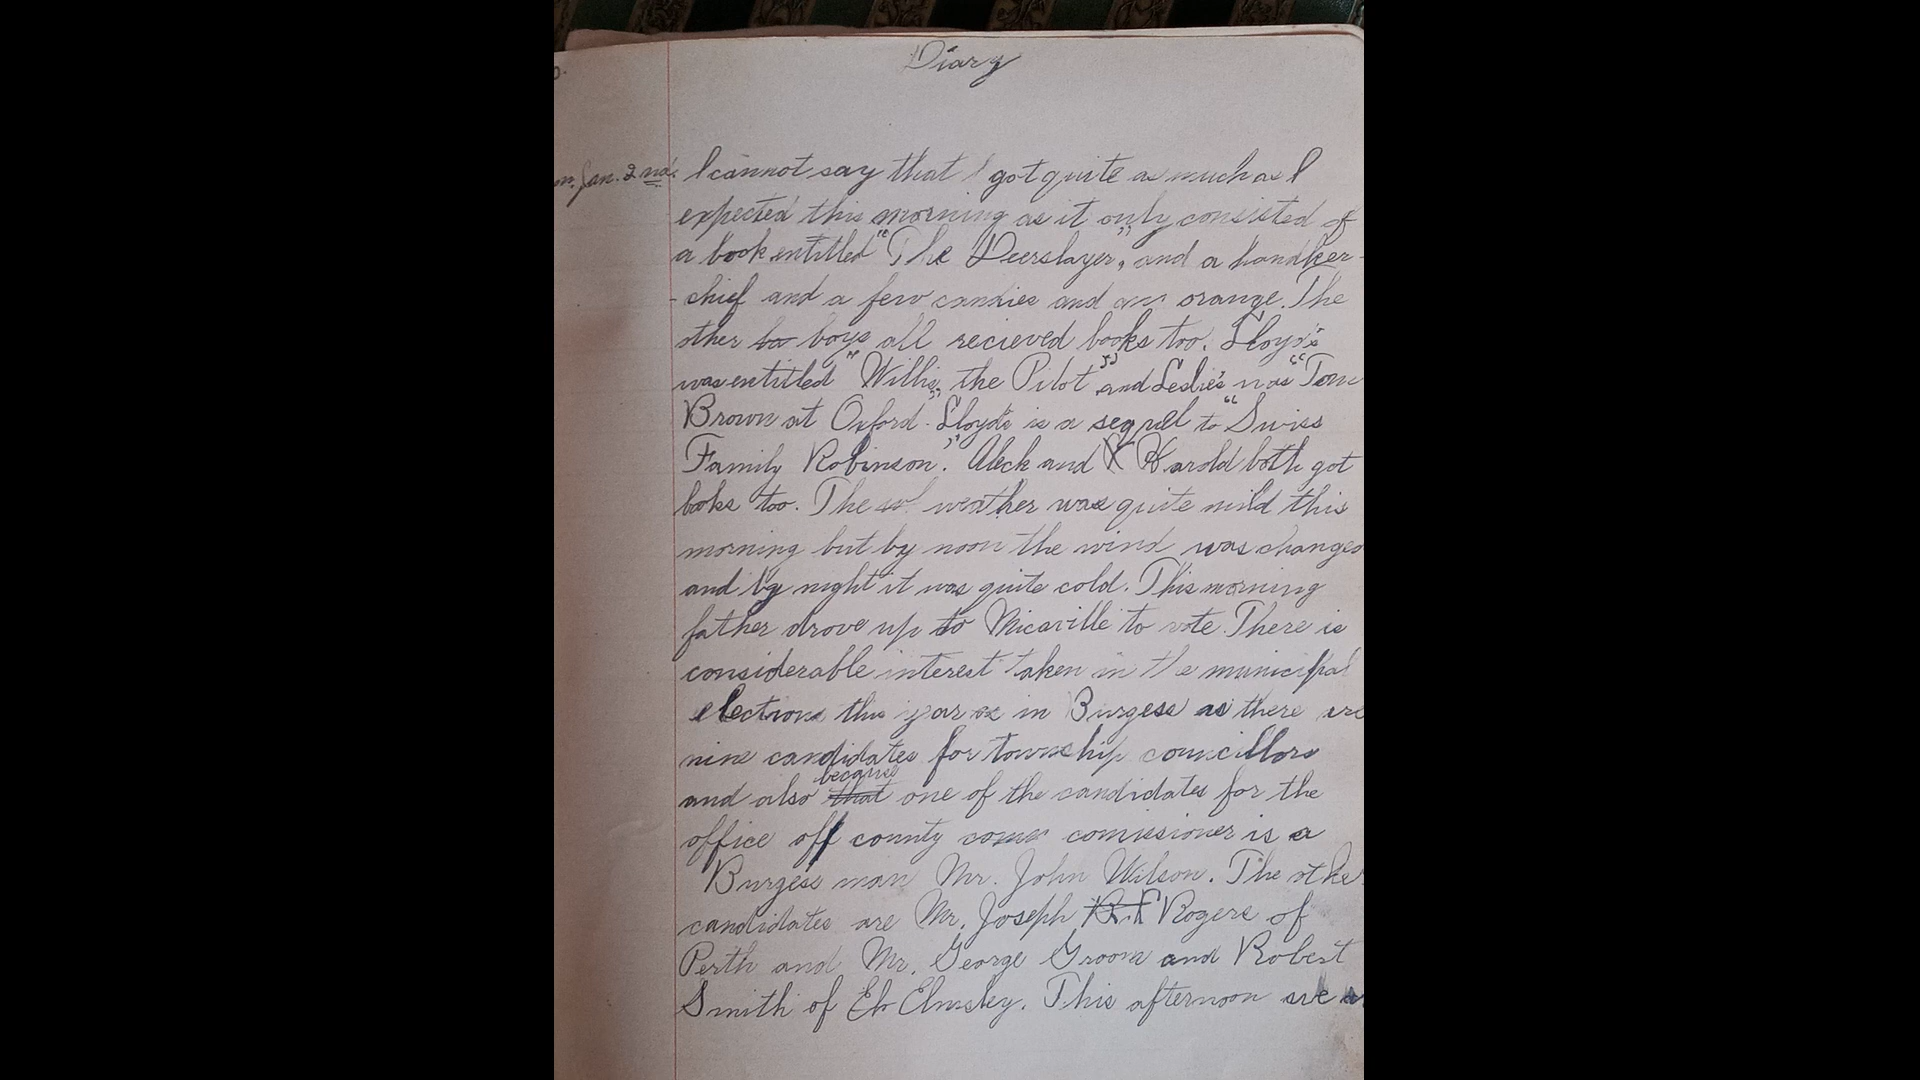 Diary
Jan. 2nd. I cannot say that I got quite as much as I
expected this morning as it only consisted of
a book entitled "The Deerslayer", and a handker-
-chief and a few candies and an orange. The
other bo boys all recieved books too. Lloyd's
was entitled "Willis the Pilot" and Leslie's was "Tom
Brown at Oxford". Lloyd's is a sequel to "Swiss
Family Robinson". Aleck and Harold both got
boks too. The weather was quite mild this
morning but by noon the wind was changed
and by night it was quite cold. This morning
father drove up to Micaville to vote. There is
considerable interest taken in the municipal
elections this year in Burgess as there are
nine candidates for township councillors
because
and also that one of the candidates for the
office off county comissioner is a
Burgess man Mr. John Wilson. The other
candidates are Mr. Joseph Rogers of
Perth and Mr. George Groom and Robert
Smith of Elmsley. This afternoon